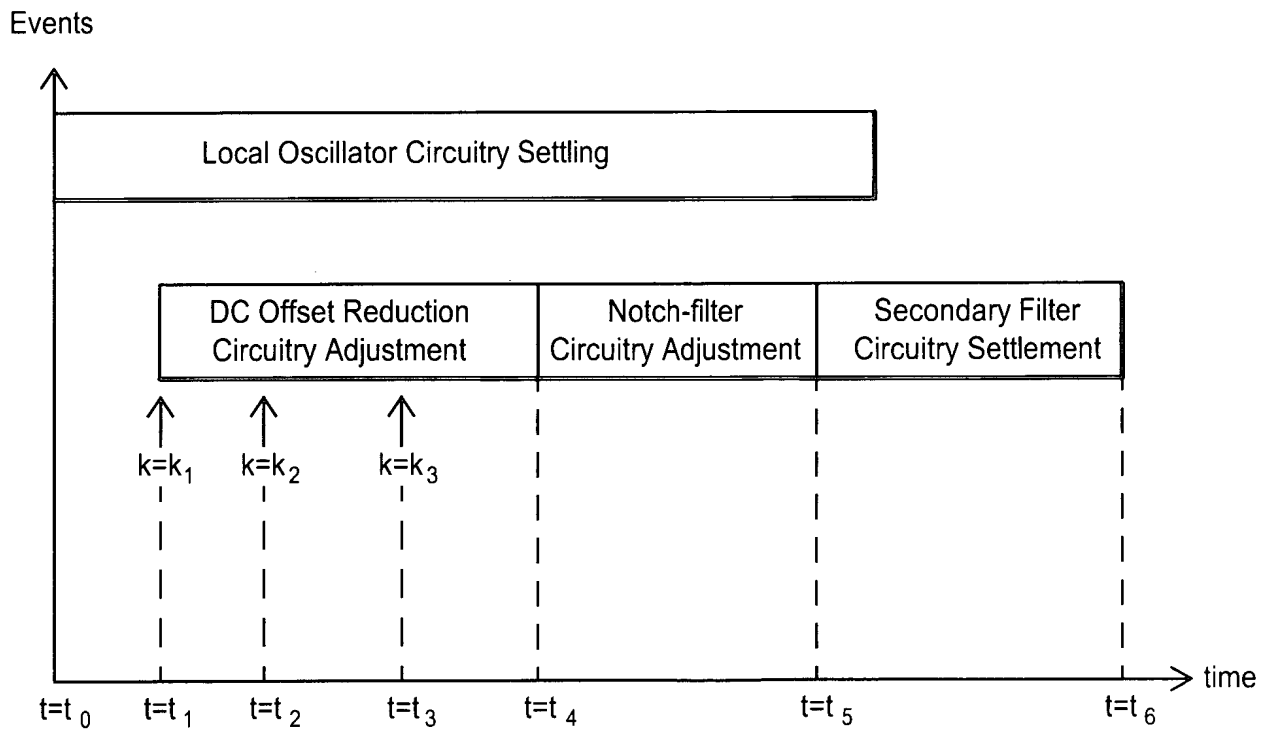 Events
Local Oscillator Circuitry Settling
DC Offset Reduction
Circuitry Adjustment
Notch-filter
Circuitry Adjustment
Secondary Filter
Circuitry Settlement
k=k₁
k=k₂
k=k₃
time
t=t₀
t=t₁
t=t₂
t=t₃
t=t₄
t=t₅
t=t₆